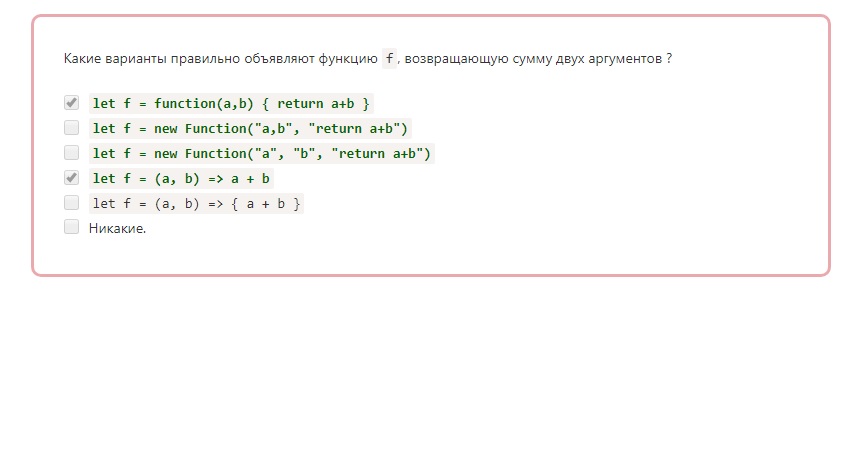 Какие варианты правильно объявляют функцию f, возвращающую сумму двух аргументов ?
let f = function(a,b) { return a+b }
let f = new Function("a,b", "return a+b")
let f = new Function("a", "b", "return a+b")
let f = (a, b) => a + b
let f = (a, b) => { a + b }
Никакие.